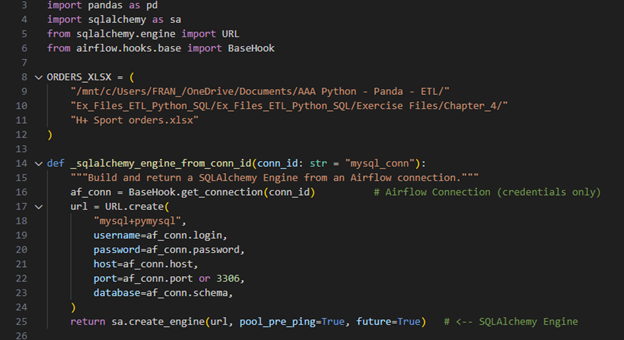 3 import pandas as pd
4 import sqlalchemy as sa
5 from sqlalchemy.engine import URL
6 from airflow.hooks.base import BaseHook
7
8 ORDERS_XLSX = (
9     "/mnt/c/Users/FRAN_/OneDrive/Documents/AAA Python - Panda - ETL/"
10     "Ex_Files_ETL_Python_SQL/Ex_Files_ETL_Python_SQL/Exercise Files/Chapter_4/"
11     "H+ Sport orders.xlsx"
12 )
13
14 def _sqlalchemy_engine_from_conn_id(conn_id: str = "mysql_conn"):
15     """Build and return a SQLAlchemy Engine from an Airflow connection."""
16     af_conn = BaseHook.get_connection(conn_id)          # Airflow Connection (credentials only)
17     url = URL.create(
18         "mysql+pymysql",
19         username=af_conn.login,
20         password=af_conn.password,
21         host=af_conn.host,
22         port=af_conn.port or 3306,
23         database=af_conn.schema,
24     )
25     return sa.create_engine(url, pool_pre_ping=True, future=True)   # <-- SQLAlchemy Engine
26